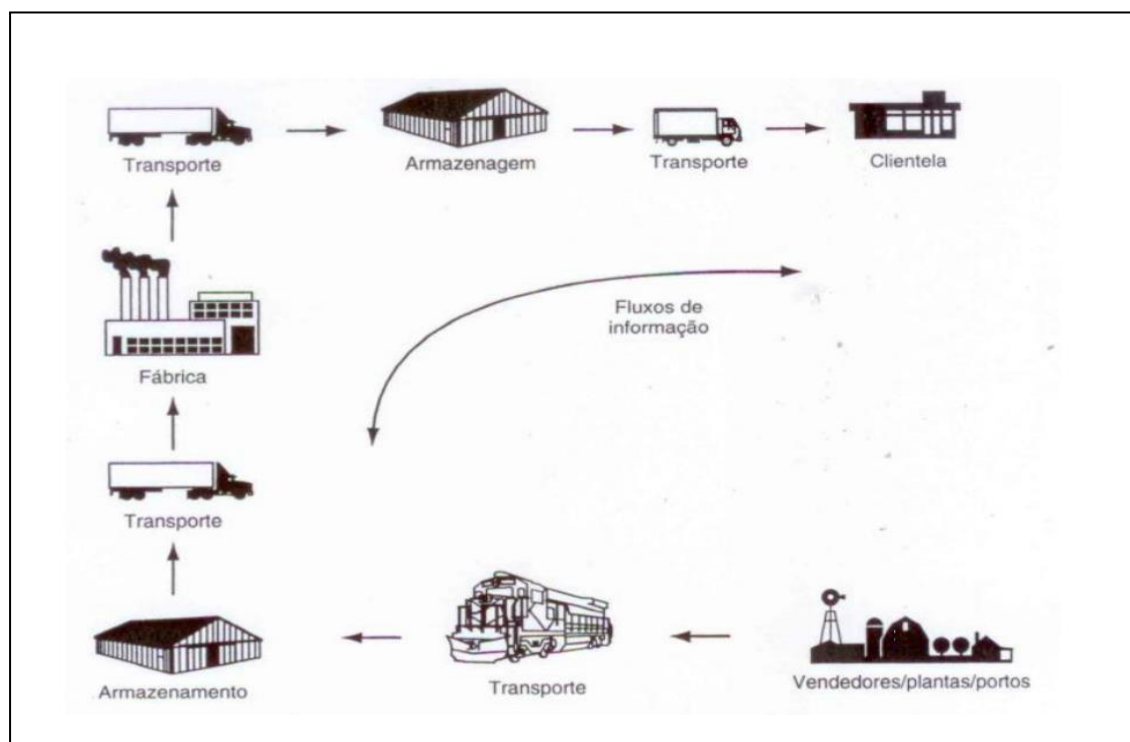 Transporte
Armazenagem
Transporte
Clientela
Fluxos de
informação
Fábrica
Transporte
Armazenamento
Transporte
Vendedores/plantas/portos